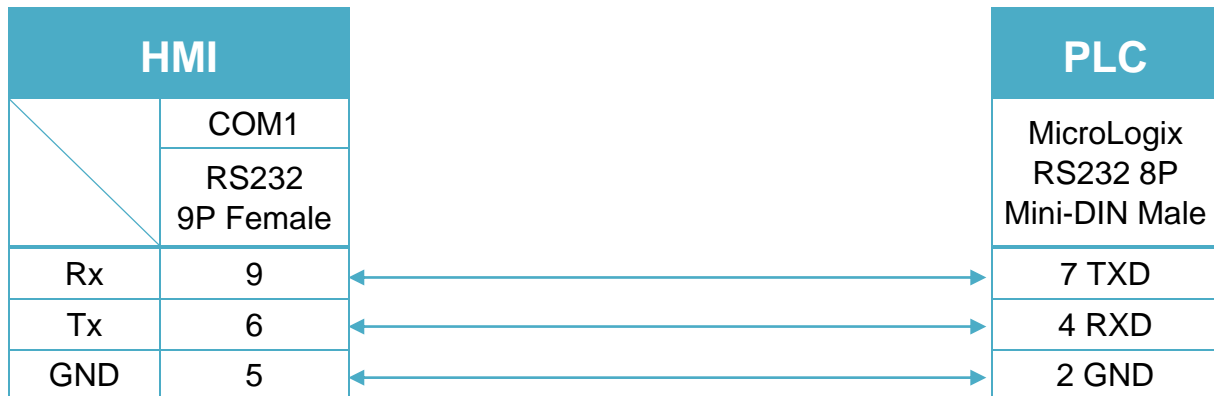 HMI
PLC
COM1
RS232
9P Female
MicroLogix
RS232 8P
Mini-DIN Male
Rx 9 7 TXD
Tx 6 4 RXD
GND 5 2 GND